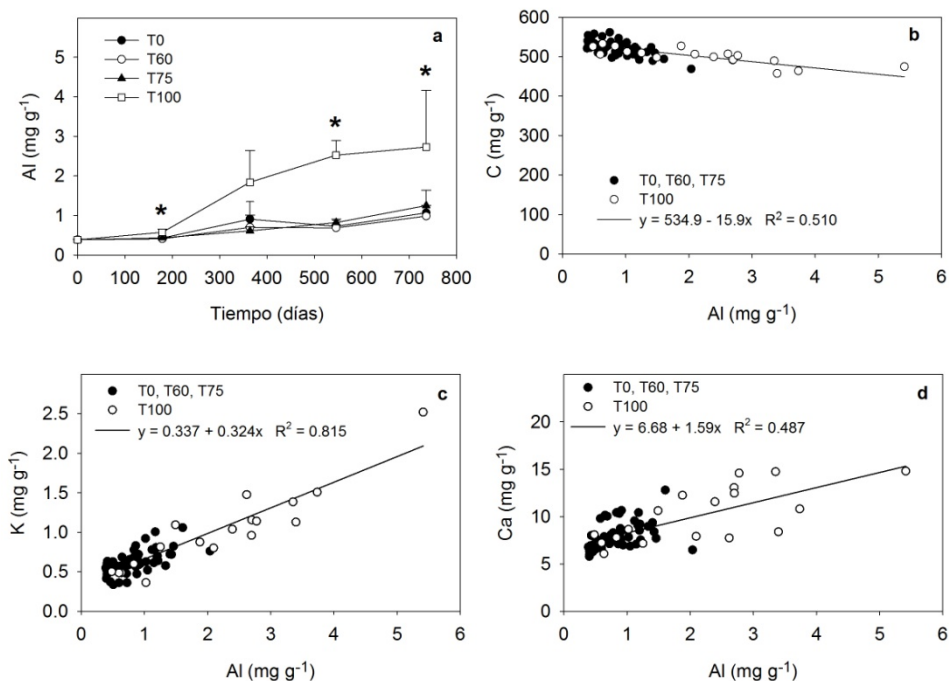 a
T0
T60
T75
T100
*
*
*
5
4
3
2
1
0
Al (mg g-1)
0 100 200 300 400 500 600 700 800
Tiempo (días)
b
600
500
400
300
200
100
0
C (mg g-1)
T0, T60, T75
T100
y = 534.9 - 15.9x R2 = 0.510
0 1 2 3 4 5 6
Al (mg g-1)
c
T0, T60, T75
T100
y = 0.337 + 0.324x R2 = 0.815
2.5
2.0
1.5
1.0
0.5
0.0
K (mg g-1)
0 1 2 3 4 5 6
Al (mg g-1)
d
T0, T60, T75
T100
y = 6.68 + 1.59x R2 = 0.487
25
20
15
10
5
0
Ca (mg g-1)
0 1 2 3 4 5 6
Al (mg g-1)